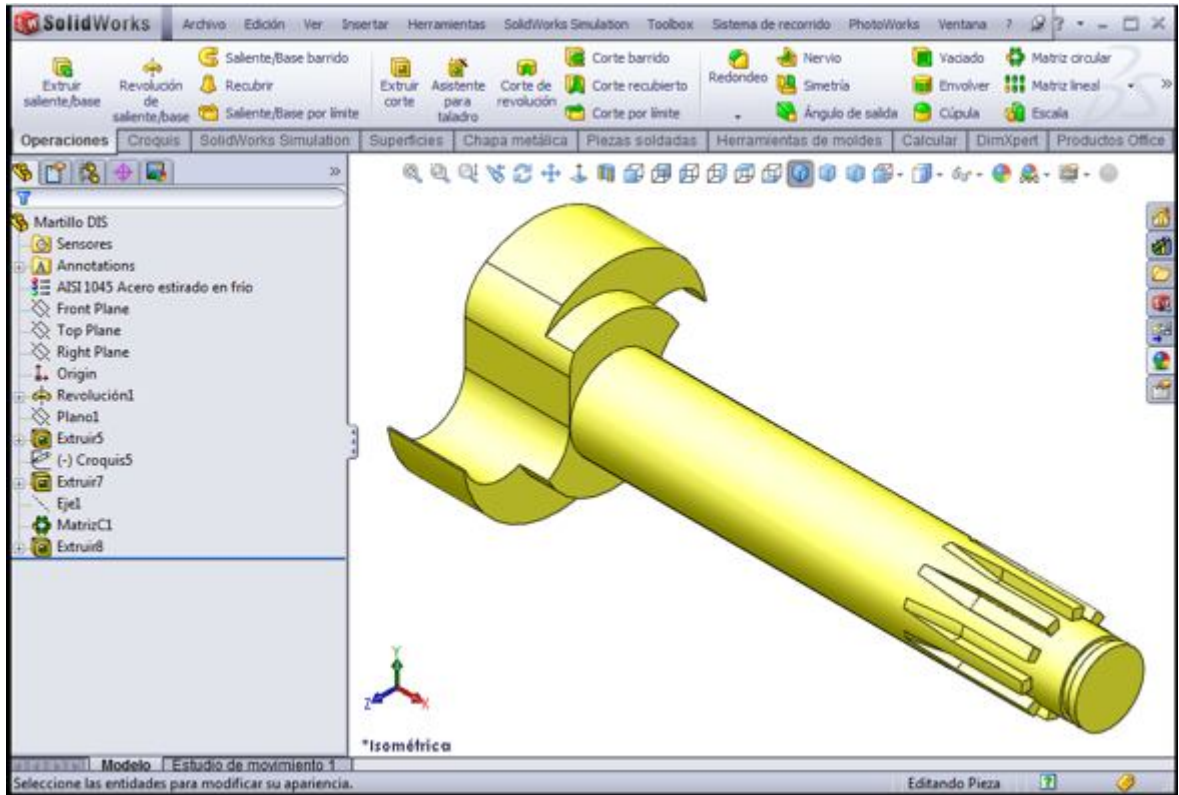 SolidWorks Archivo Edición Ver Insertar Herramientas SolidWorks Simulation Toolbox Sistema de recorrido PhotoWorks Ventana ?
Extruir saliente/base
Revolución de saliente/base
Saliente/Base barrido
Recubrir
Saliente/Base por límite
Extruir corte
Asistente para taladro
Corte de revolución
Corte barrido
Corte recubierto
Corte por límite
Redondeo
Nervio
Simetría
Ángulo de salida
Vaciado
Envolver
Cúpula
Matriz circular
Matriz lineal
Escala
Operaciones Croquis SolidWorks Simulation Superficies Chapa metálica Piezas soldadas Herramientas de moldes Calcular DimXpert Productos Office
Martillo DIS
Sensores
Annotations
AISI 1045 Acero estirado en frío
Front Plane
Top Plane
Right Plane
Origin
Revolución1
Plano1
Extruir5
(-) Croquis5
Extruir7
Eje1
MatrizC1
Extruir8
Y
Z X
*Isométrica
Modelo Estudio de movimiento 1
Seleccione las entidades para modificar su apariencia. Editando Pieza ?